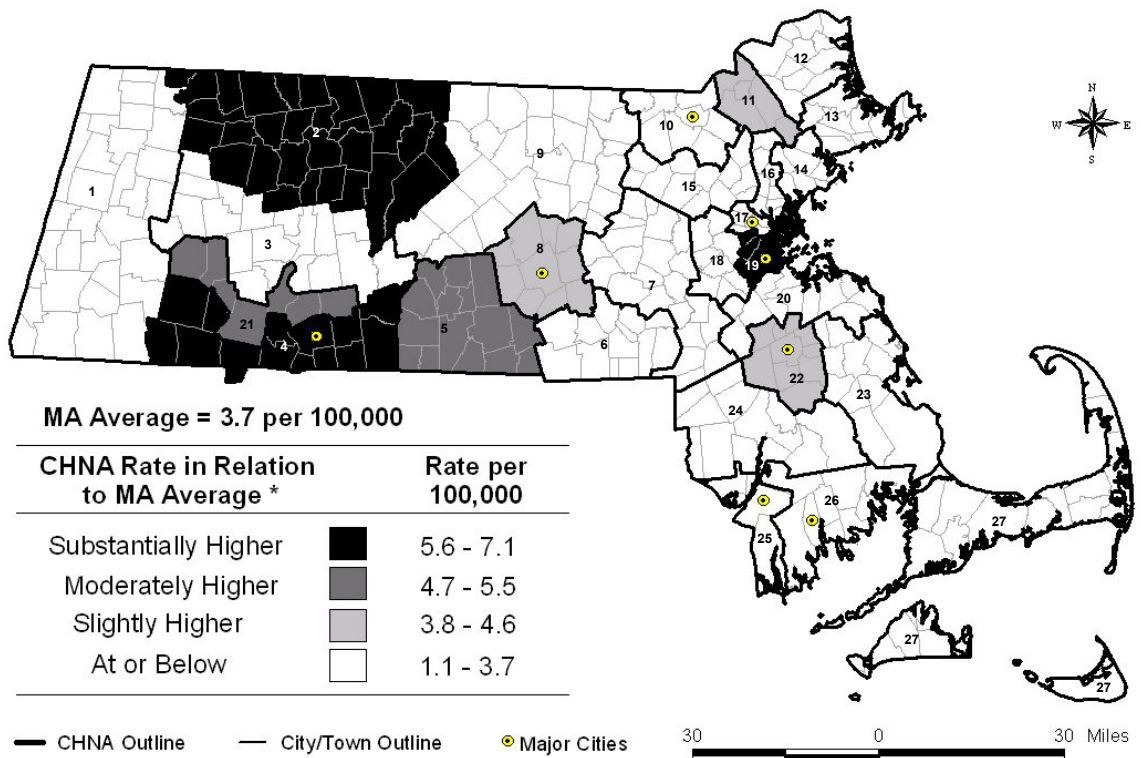 12
11
13
N
W E
S
10
2
9
16
14
15
1
17
3
8
18
19
7
20
21
5
4
6
22
23
MA Average = 3.7 per 100,000
24
CHNA Rate in Relation
to MA Average *
Rate per
100,000
Substantially Higher 5.6 - 7.1
Moderately Higher 4.7 - 5.5
Slightly Higher 3.8 - 4.6
At or Below 1.1 - 3.7
26
25
27
27
27
CHNA Outline City/Town Outline Major Cities
30 0 30 Miles